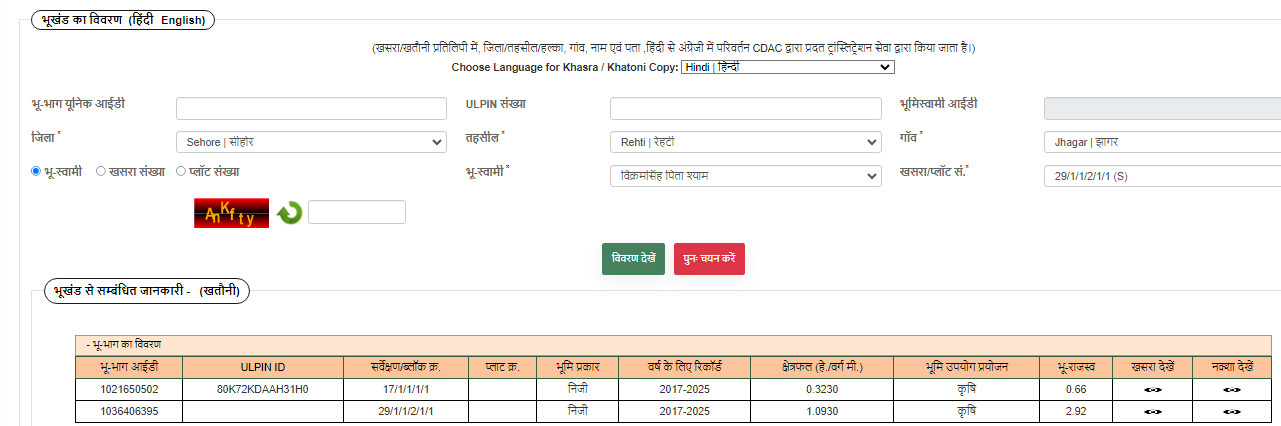 भूखंड का विवरण (हिंदी English)
(खसरा/खतौनी प्रतिलिपी में, जिला/तहसील/हल्का, गांव, नाम एवं पता ,हिंदी से अंग्रेजी में परिवर्तन CDAC द्वारा प्रदत ट्रांस्लिट्रेशन सेवा द्वारा किया जाता है।)
Choose Language for Khasra / Khatoni Copy: Hindi | हिन्दी
भू-भाग यूनिक आईडी ULPIN संख्या भूमिस्वामी आईडी
जिला * Sehore | सीहोर तहसील * Rehti | रेहटी गॉव * Jhagar | झागर
भू-स्वामी खसरा संख्या प्लॉट संख्या भू-स्वामी * विक्रमसिंह पिता श्याम खसरा/प्लॉट सं.* 29/1/1/2/1/1 (S)
AnKfty
विवरण देखें पुनः चयन करें
भूखंड से सम्बंधित जानकारी - (खतौनी)
- भू-भाग का विवरण
भू-भाग आईडी ULPIN ID सर्वेक्षण/ब्लॉक क्र. प्लाट क्र. भूमि प्रकार वर्ष के लिए रिकॉर्ड क्षेत्रफल (हे./वर्ग मी.) भूमि उपयोग प्रयोजन भू-राजस्व खसरा देखें नक्शा देखें
1021650502 80K72KDAAH31H0 17/1/1/1/1 निजी 2017-2025 0.3230 कृषि 0.66
1036406395 29/1/1/2/1/1 निजी 2017-2025 1.0930 कृषि 2.92